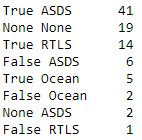 True ASDS     41
None None     19
True RTLS     14
False ASDS     6
True Ocean     5
False Ocean    2
None ASDS      2
False RTLS     1